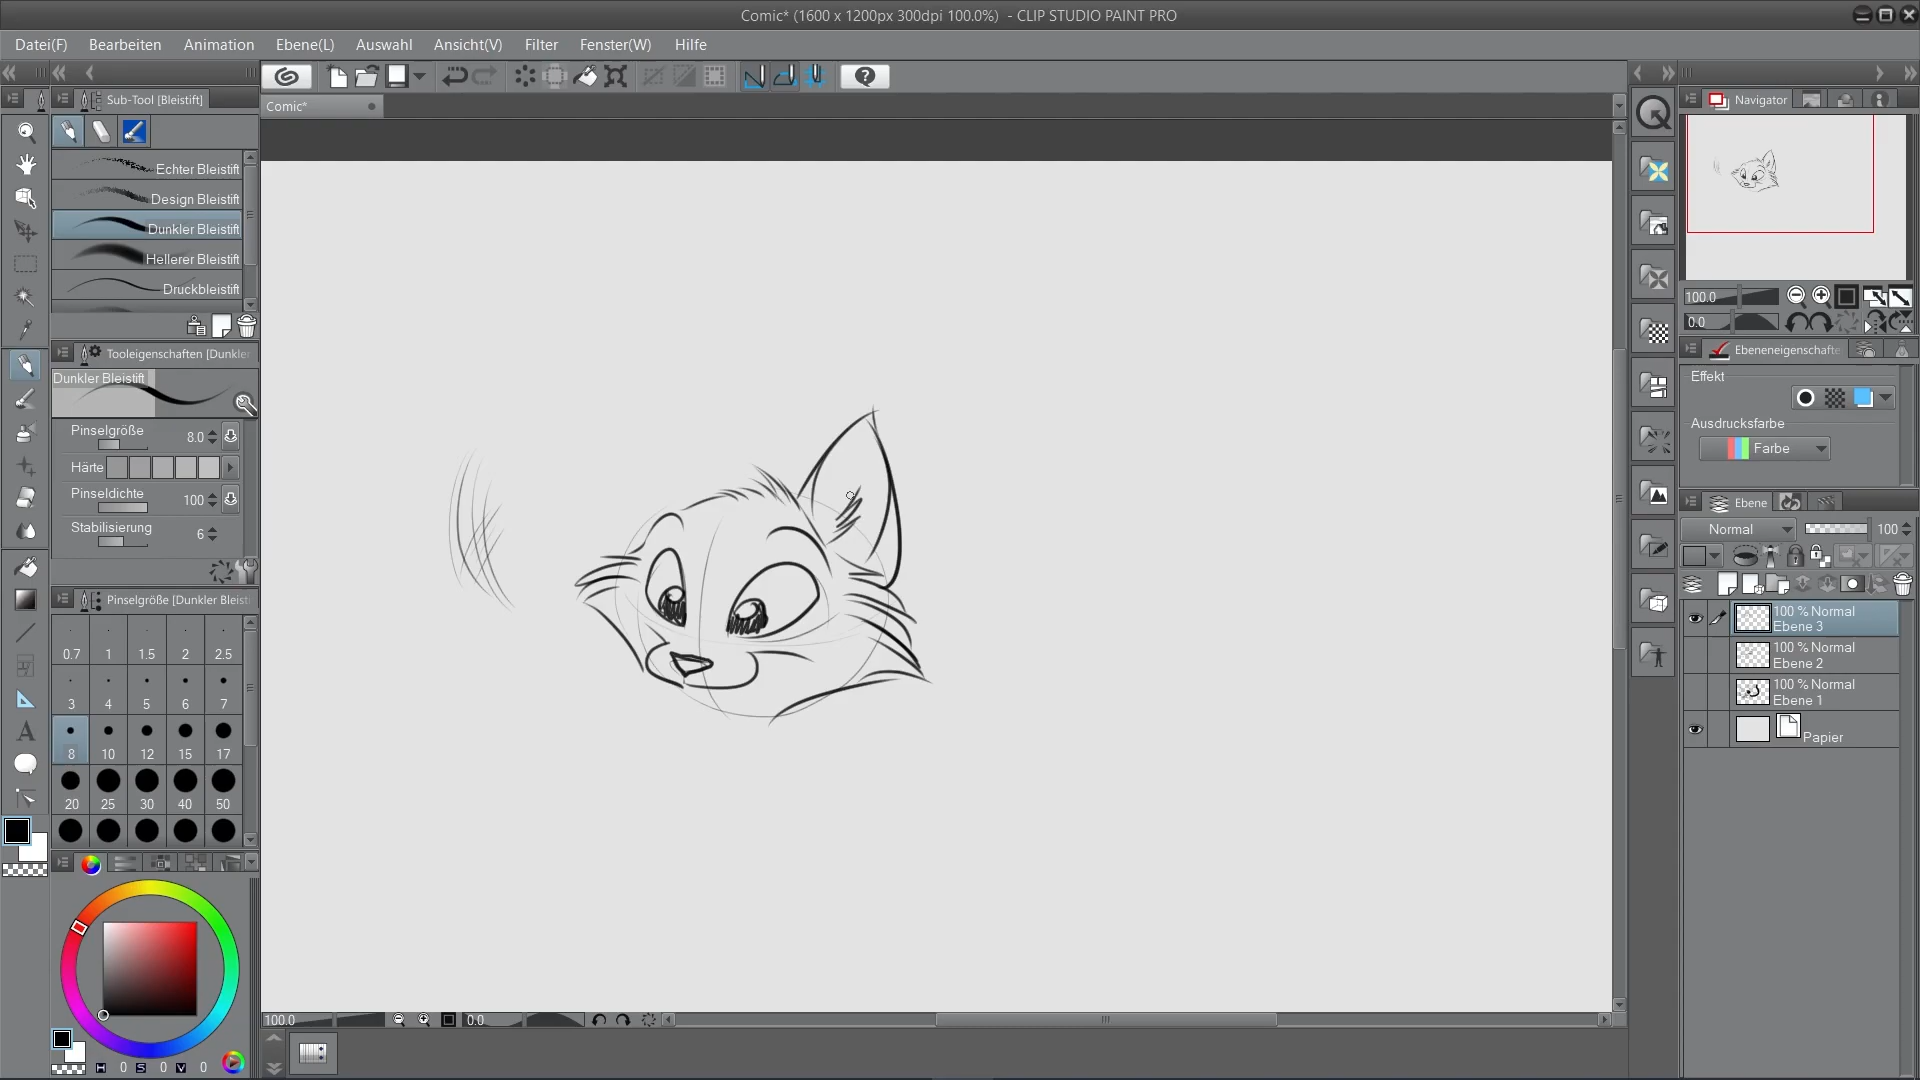 Comic* (1600 x 1200px 300dpi 100.0%) - CLIP STUDIO PAINT PRO
Datei(F) Bearbeiten Animation Ebene(L) Auswahl Ansicht(V) Filter Fenster(W) Hilfe
Sub-Tool [Bleistift]
Comic*
Navigator
Echter Bleistift
Design Bleistift
Dunkler Bleistift
Hellerer Bleistift
Druckbleistift
Tooleigenschaften [Dunkler
Dunkler Bleistift
Pinselgröße 8.0
Härte
Pinseldichte 100
Stabilisierung 6
Pinselgröße [Dunkler Bleisti
0.7 1 1.5 2 2.5
3 4 5 6 7
8 10 12 15 17
20 25 30 40 50
H 0 S 0 V 0
100.0 0.0
100.0
0.0
Ebeneneigenschafte
Effekt
Ausdrucksfarbe
Farbe
Ebene
Normal 100
100 % Normal
Ebene 3
100 % Normal
Ebene 2
100 % Normal
Ebene 1
Papier